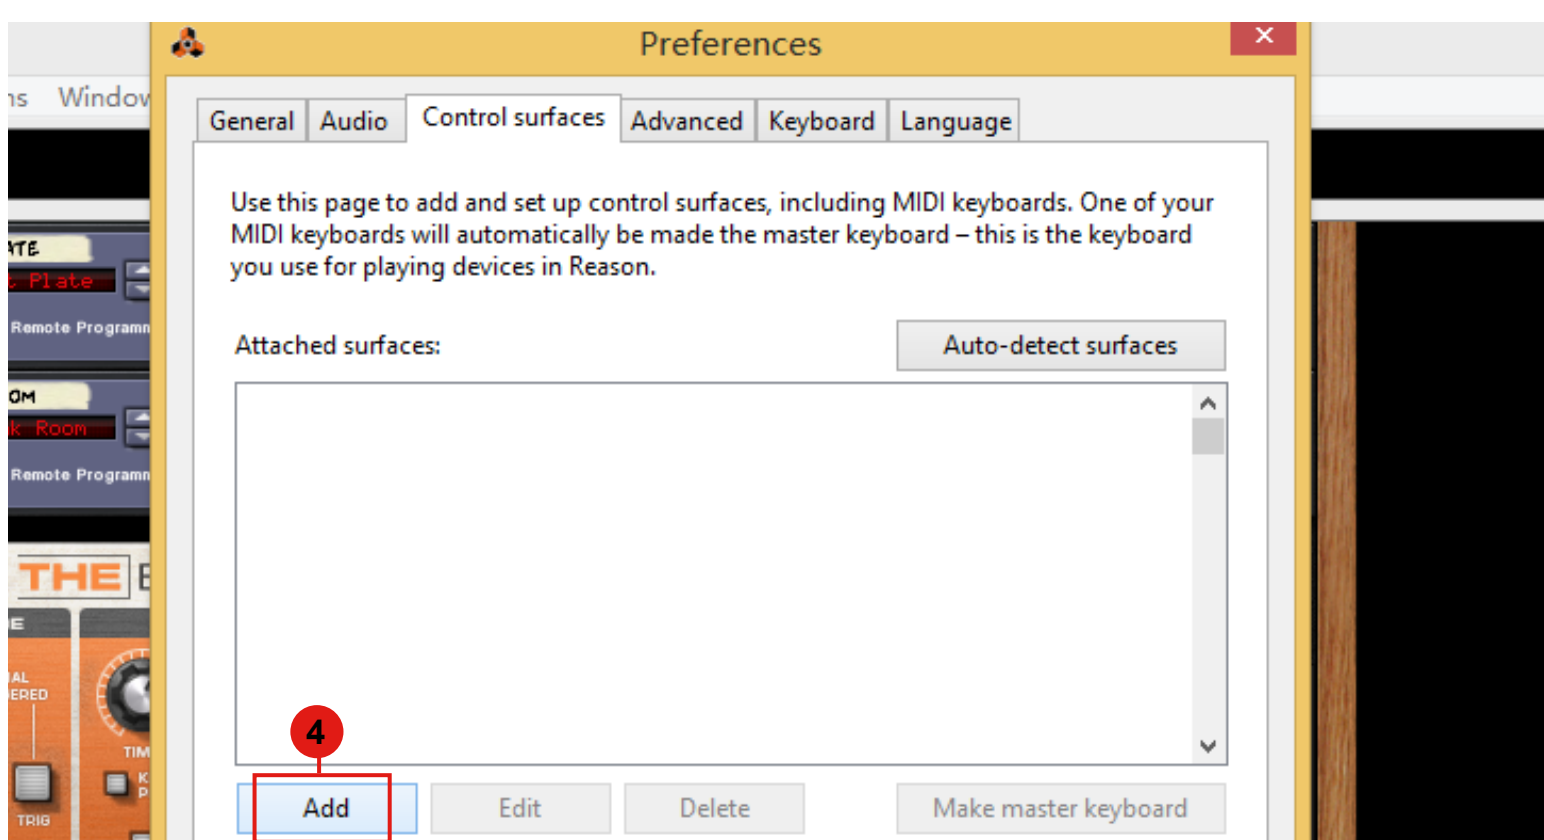 Preferences
Window
General Audio Control surfaces Advanced Keyboard Language
Use this page to add and set up control surfaces, including MIDI keyboards. One of your
MIDI keyboards will automatically be made the master keyboard – this is the keyboard
you use for playing devices in Reason.
Plate
Remote Programm
Attached surfaces:
Auto-detect surfaces
Room
Remote Programm
THE
4
TRIG
Add
Edit
Delete
Make master keyboard